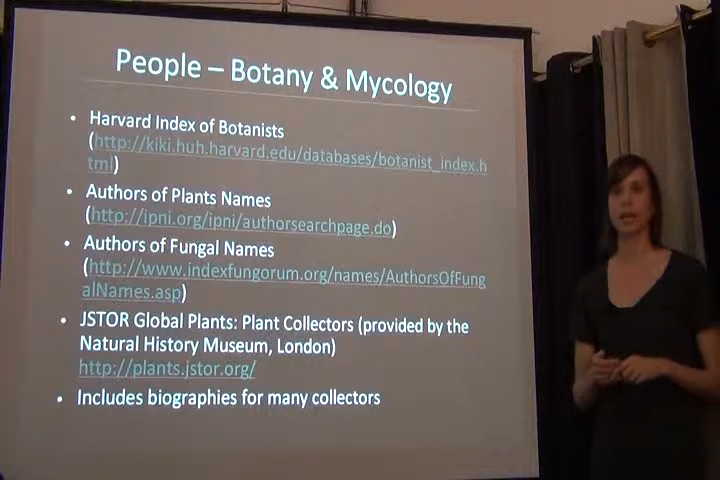 People – Botany & Mycology
• Harvard Index of Botanists
(http://kiki.huh.harvard.edu/databases/botanist_index.h
tml)
• Authors of Plants Names
(http://ipni.org/ipni/authorsearchpage.do)
• Authors of Fungal Names
(http://www.indexfungorum.org/names/AuthorsOfFung
alNames.asp)
• JSTOR Global Plants: Plant Collectors (provided by the
Natural History Museum, London)
http://plants.jstor.org/
• Includes biographies for many collectors